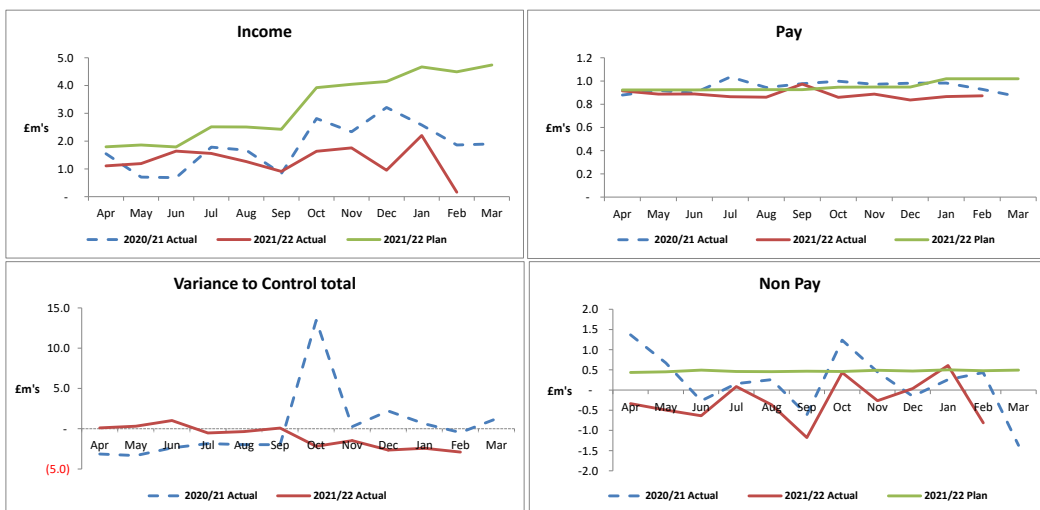 Income
5.0
4.0
3.0
£m's
2.0
1.0
-
Apr May Jun Jul Aug Sep Oct Nov Dec Jan Feb Mar
2020/21 Actual 2021/22 Actual 2021/22 Plan
Pay
1.2
1.0
0.8
£m's
0.6
0.4
0.2
-
Apr May Jun Jul Aug Sep Oct Nov Dec Jan Feb Mar
2020/21 Actual 2021/22 Actual 2021/22 Plan
Variance to Control total
15.0
10.0
£m's
5.0
-
Apr May Jun Jul Aug Sep Oct Nov Dec Jan Feb Mar
(5.0)
2020/21 Actual 2021/22 Actual
Non Pay
2.0
1.5
1.0
£m's
0.5
-
Apr May Jun Jul Aug Sep Oct Nov Dec Jan Feb Mar
-0.5
-1.0
-1.5
-2.0
2020/21 Actual 2021/22 Actual 2021/22 Plan